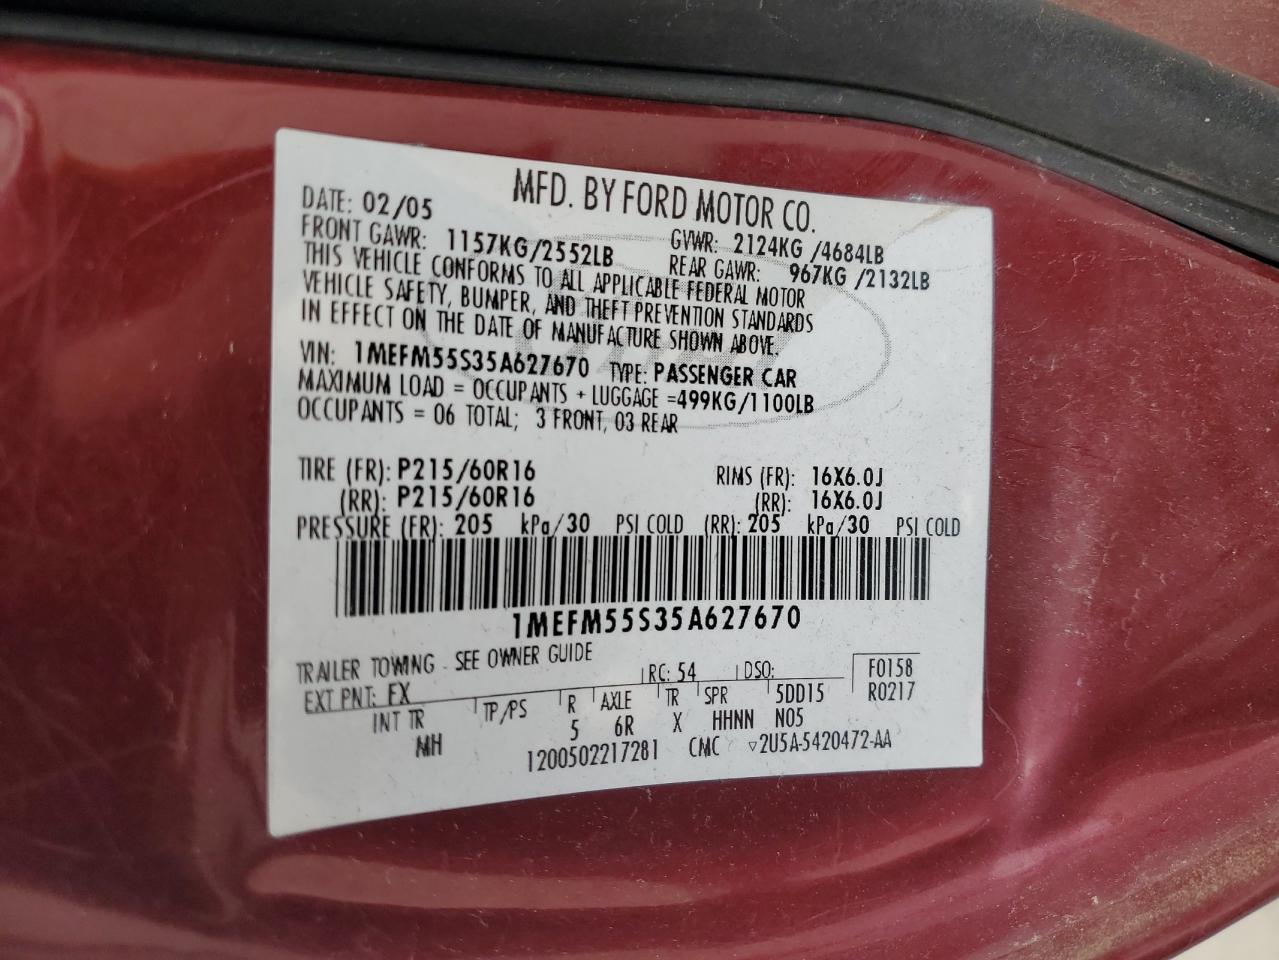 MFD. BY FORD MOTOR CO.
DATE: 02/05 GVWR: 2124KG /4684LB
FRONT GAWR: 1157KG/2552LB REAR GAWR: 967KG /2132LB
THIS VEHICLE CONFORMS TO ALL APPLICABLE FEDERAL MOTOR
VEHICLE SAFETY, BUMPER, AND THEFT PREVENTION STANDARDS
IN EFFECT ON THE DATE OF MANUFACTURE SHOWN ABOVE.
VIN: 1MEFM55S35A627670 TYPE: PASSENGER CAR
MAXIMUM LOAD = OCCUPANTS + LUGGAGE =499KG/1100LB
OCCUPANTS = 06 TOTAL; 3 FRONT, 03 REAR
TIRE (FR): P215/60R16 RIMS (FR): 16X6.0J
(RR): P215/60R16 (RR): 16X6.0J
PRESSURE (FR): 205 kPa/30 PSI COLD (RR): 205 kPa/30 PSI COLD
1MEFM55S35A627670
TRAILER TOWING - SEE OWNER GUIDE
EXT PNT: FX RC: 54 DSO: F0158
INT TR TP/PS R AXLE TR SPR 5DD15 R0217
MH 5 6R X HHNN N05
1200502217281 CMC ▽2U5A-5420472-AA